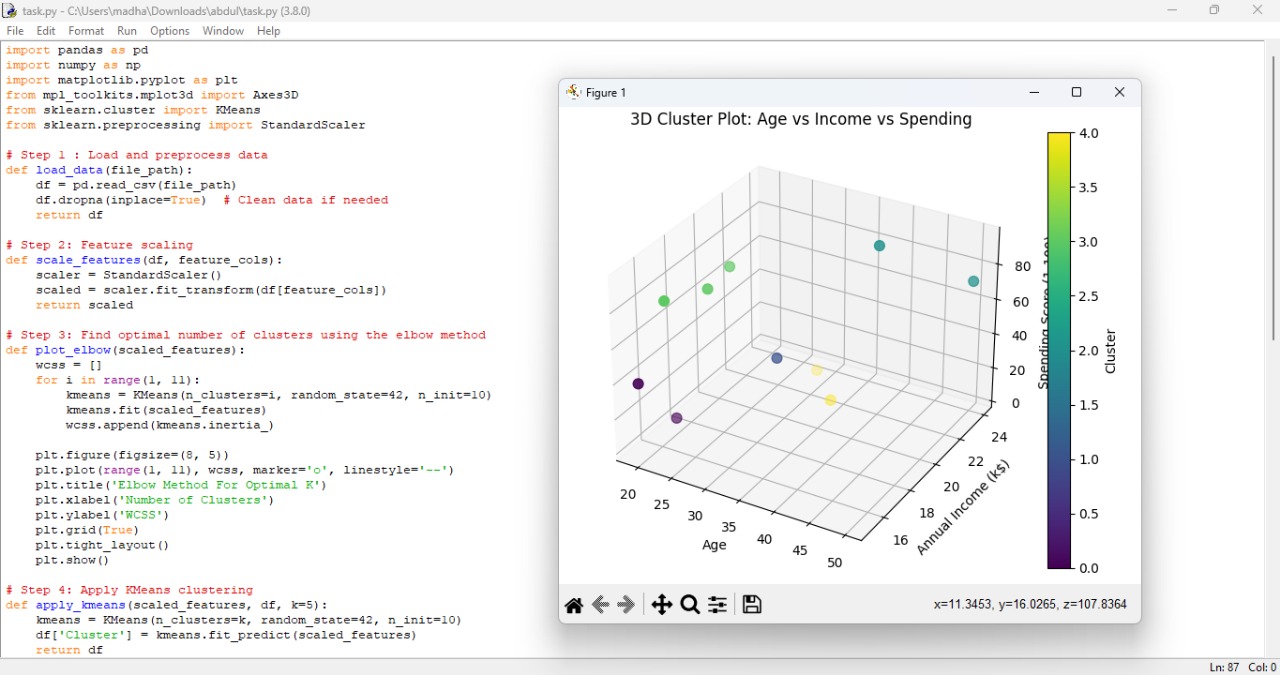 task.py - C:\Users\madha\Downloads\abdul\task.py (3.8.0)
File Edit Format Run Options Window Help
import pandas as pd
import numpy as np
import matplotlib.pyplot as plt
from mpl_toolkits.mplot3d import Axes3D
from sklearn.cluster import KMeans
from sklearn.preprocessing import StandardScaler
# Step 1 : Load and preprocess data
def load_data(file_path):
    df = pd.read_csv(file_path)
    df.dropna(inplace=True)  # Clean data if needed
    return df
# Step 2: Feature scaling
def scale_features(df, feature_cols):
    scaler = StandardScaler()
    scaled = scaler.fit_transform(df[feature_cols])
    return scaled
# Step 3: Find optimal number of clusters using the elbow method
def plot_elbow(scaled_features):
    wcss = []
    for i in range(1, 11):
        kmeans = KMeans(n_clusters=i, random_state=42, n_init=10)
        kmeans.fit(scaled_features)
        wcss.append(kmeans.inertia_)
    plt.figure(figsize=(8, 5))
    plt.plot(range(1, 11), wcss, marker='o', linestyle='--')
    plt.title('Elbow Method For Optimal K')
    plt.xlabel('Number of Clusters')
    plt.ylabel('WCSS')
    plt.grid(True)
    plt.tight_layout()
    plt.show()
# Step 4: Apply KMeans clustering
def apply_kmeans(scaled_features, df, k=5):
    kmeans = KMeans(n_clusters=k, random_state=42, n_init=10)
    df['Cluster'] = kmeans.fit_predict(scaled_features)
    return df
Figure 1
3D Cluster Plot: Age vs Income vs Spending
20
25
30
35
40
45
50
Age
16
18
20
22
24
Annual Income (k$)
0
20
40
60
80
Spending Score (1-100)
4.0
3.5
3.0
2.5
2.0
1.5
1.0
0.5
0.0
Cluster
x=11.3453, y=16.0265, z=107.8364
Ln: 87 Col: 0